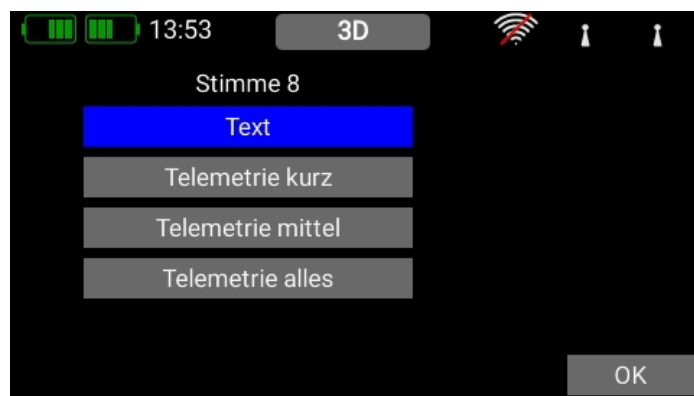 13:53 3D
Stimme 8
Text
Telemetrie kurz
Telemetrie mittel
Telemetrie alles
OK